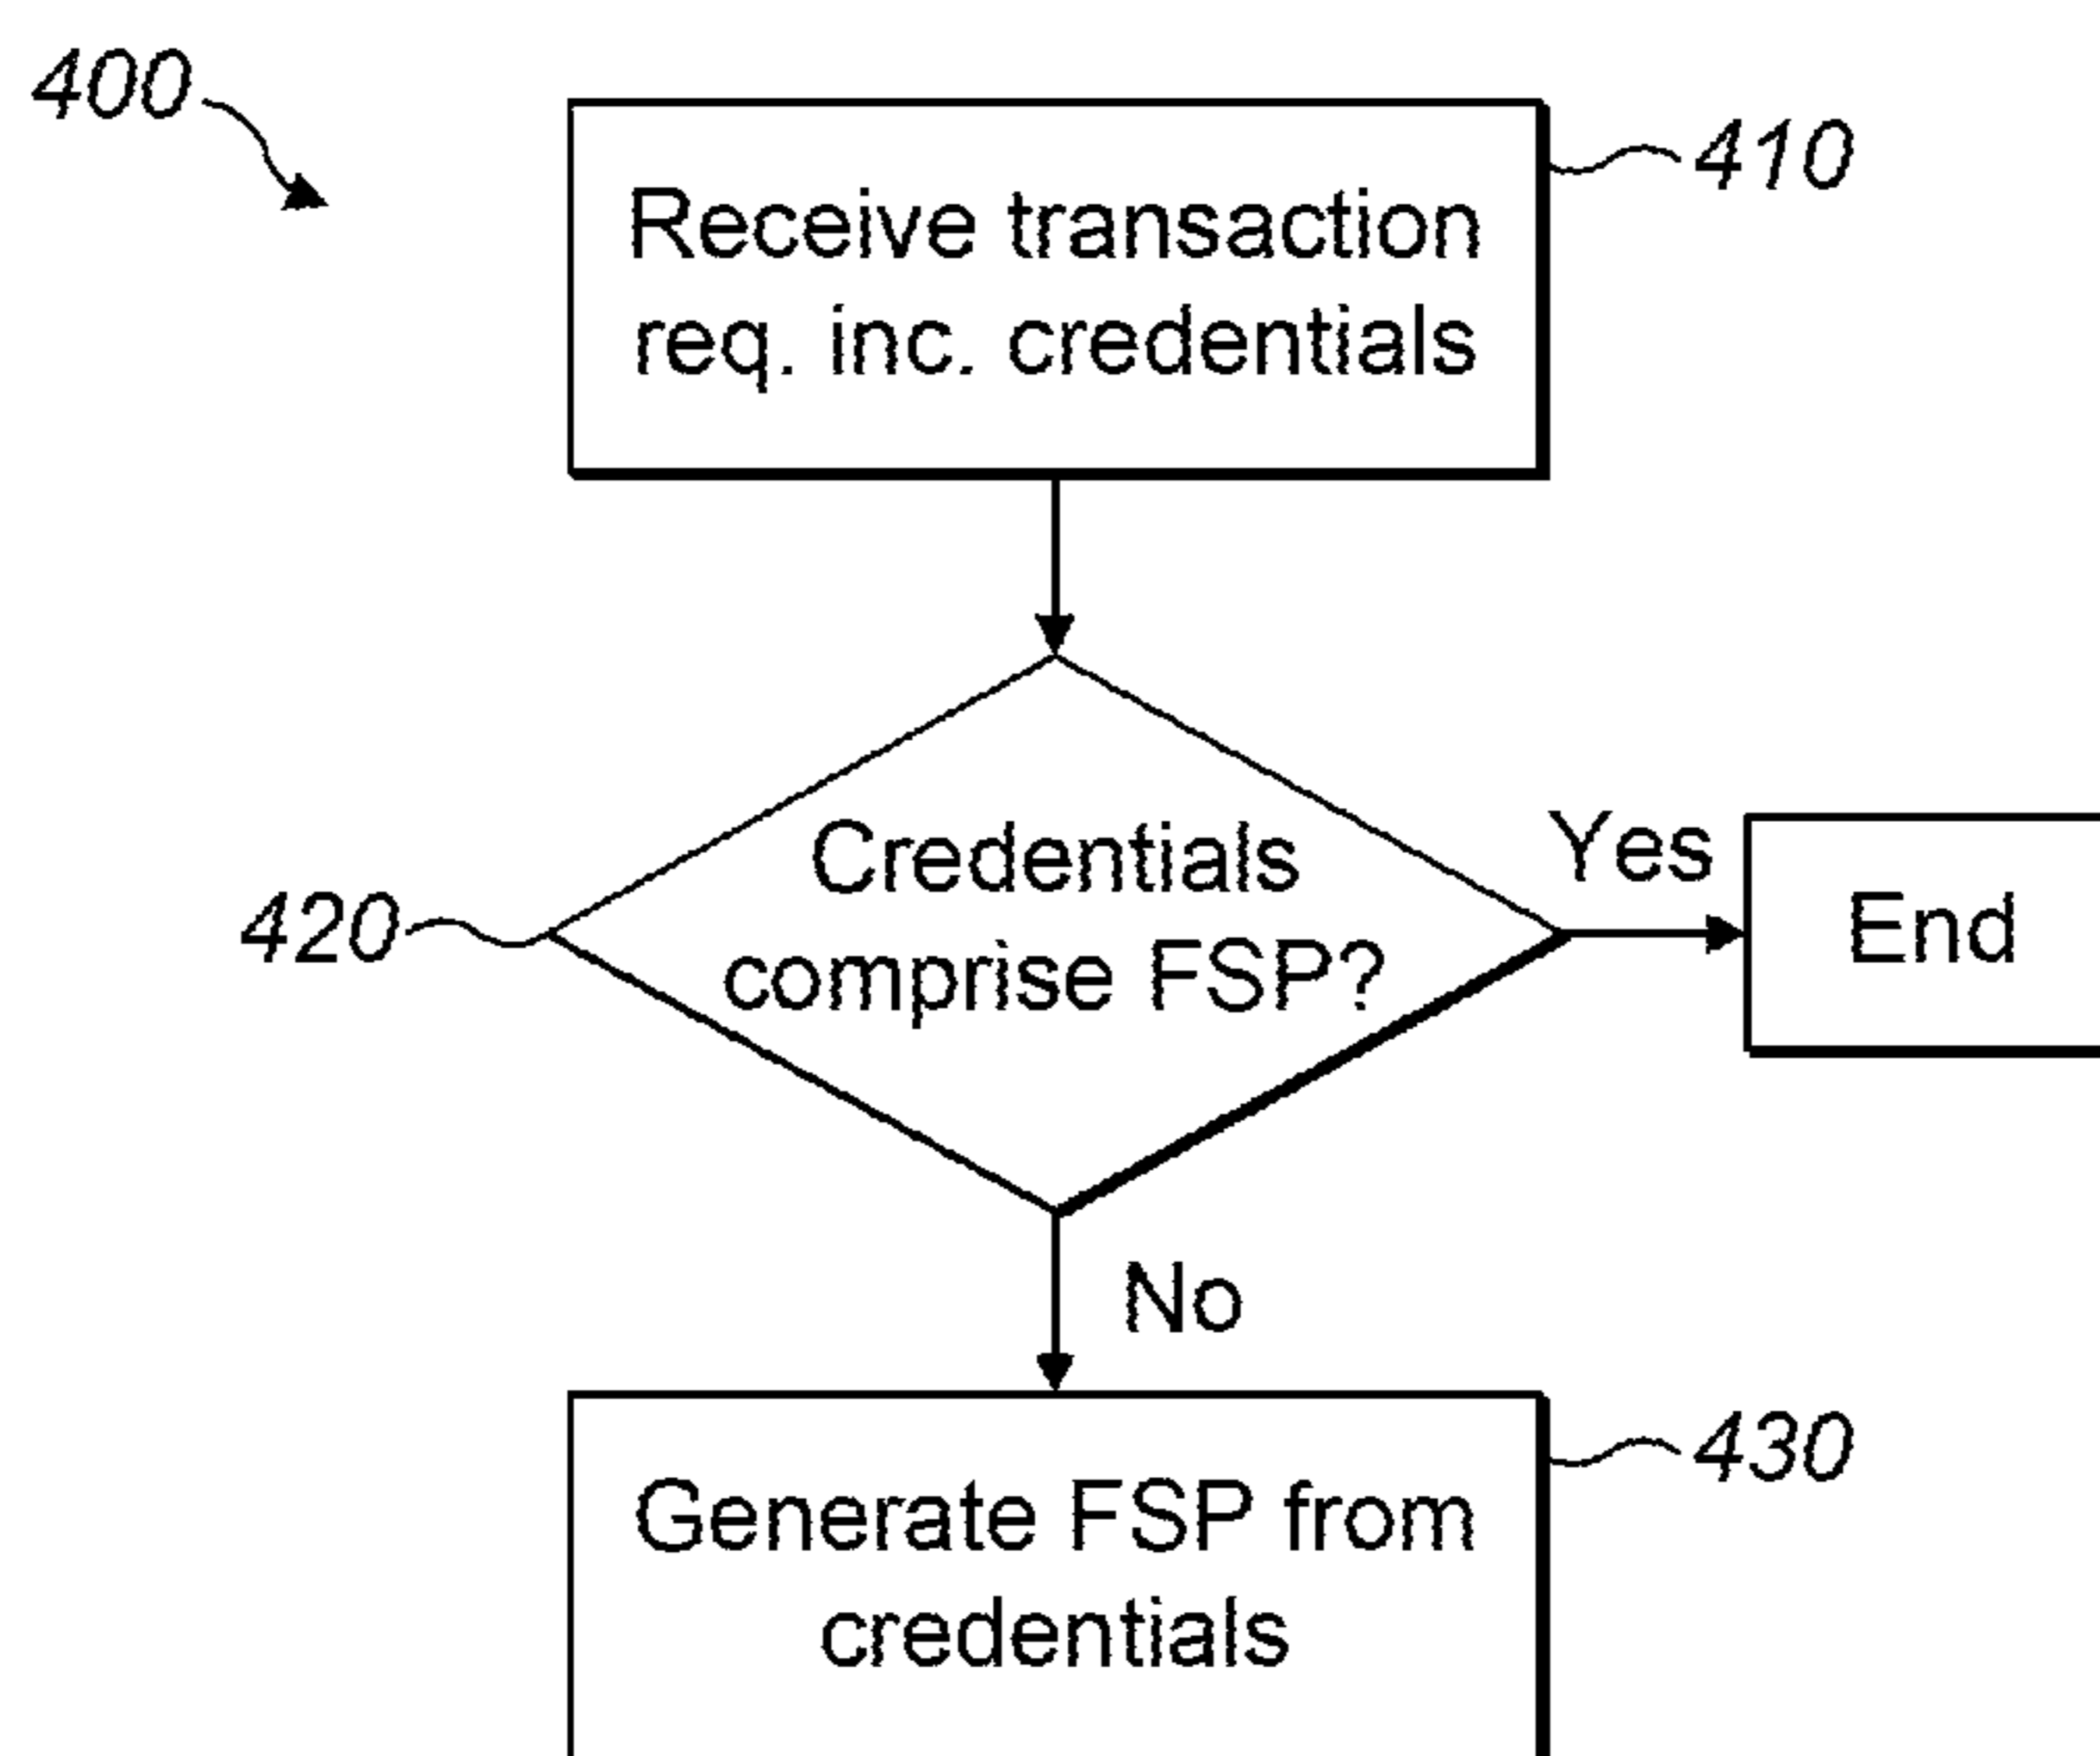 400
410
Receive transaction
req. inc. credentials
420
Credentials
comprise FSP?
Yes
End
No
430
Generate FSP from
credentials